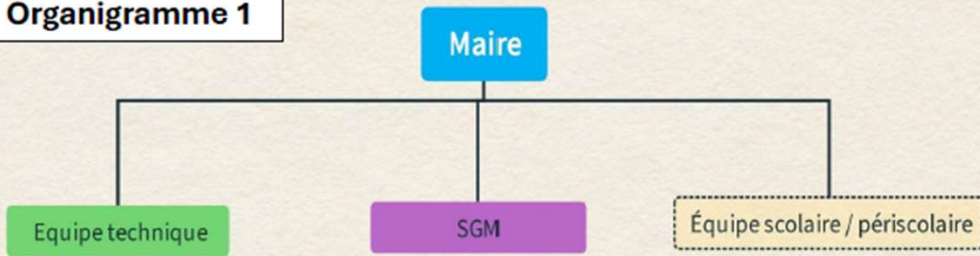 Organigramme 1
Maire
Equipe technique
SGM
Équipe scolaire / périscolaire